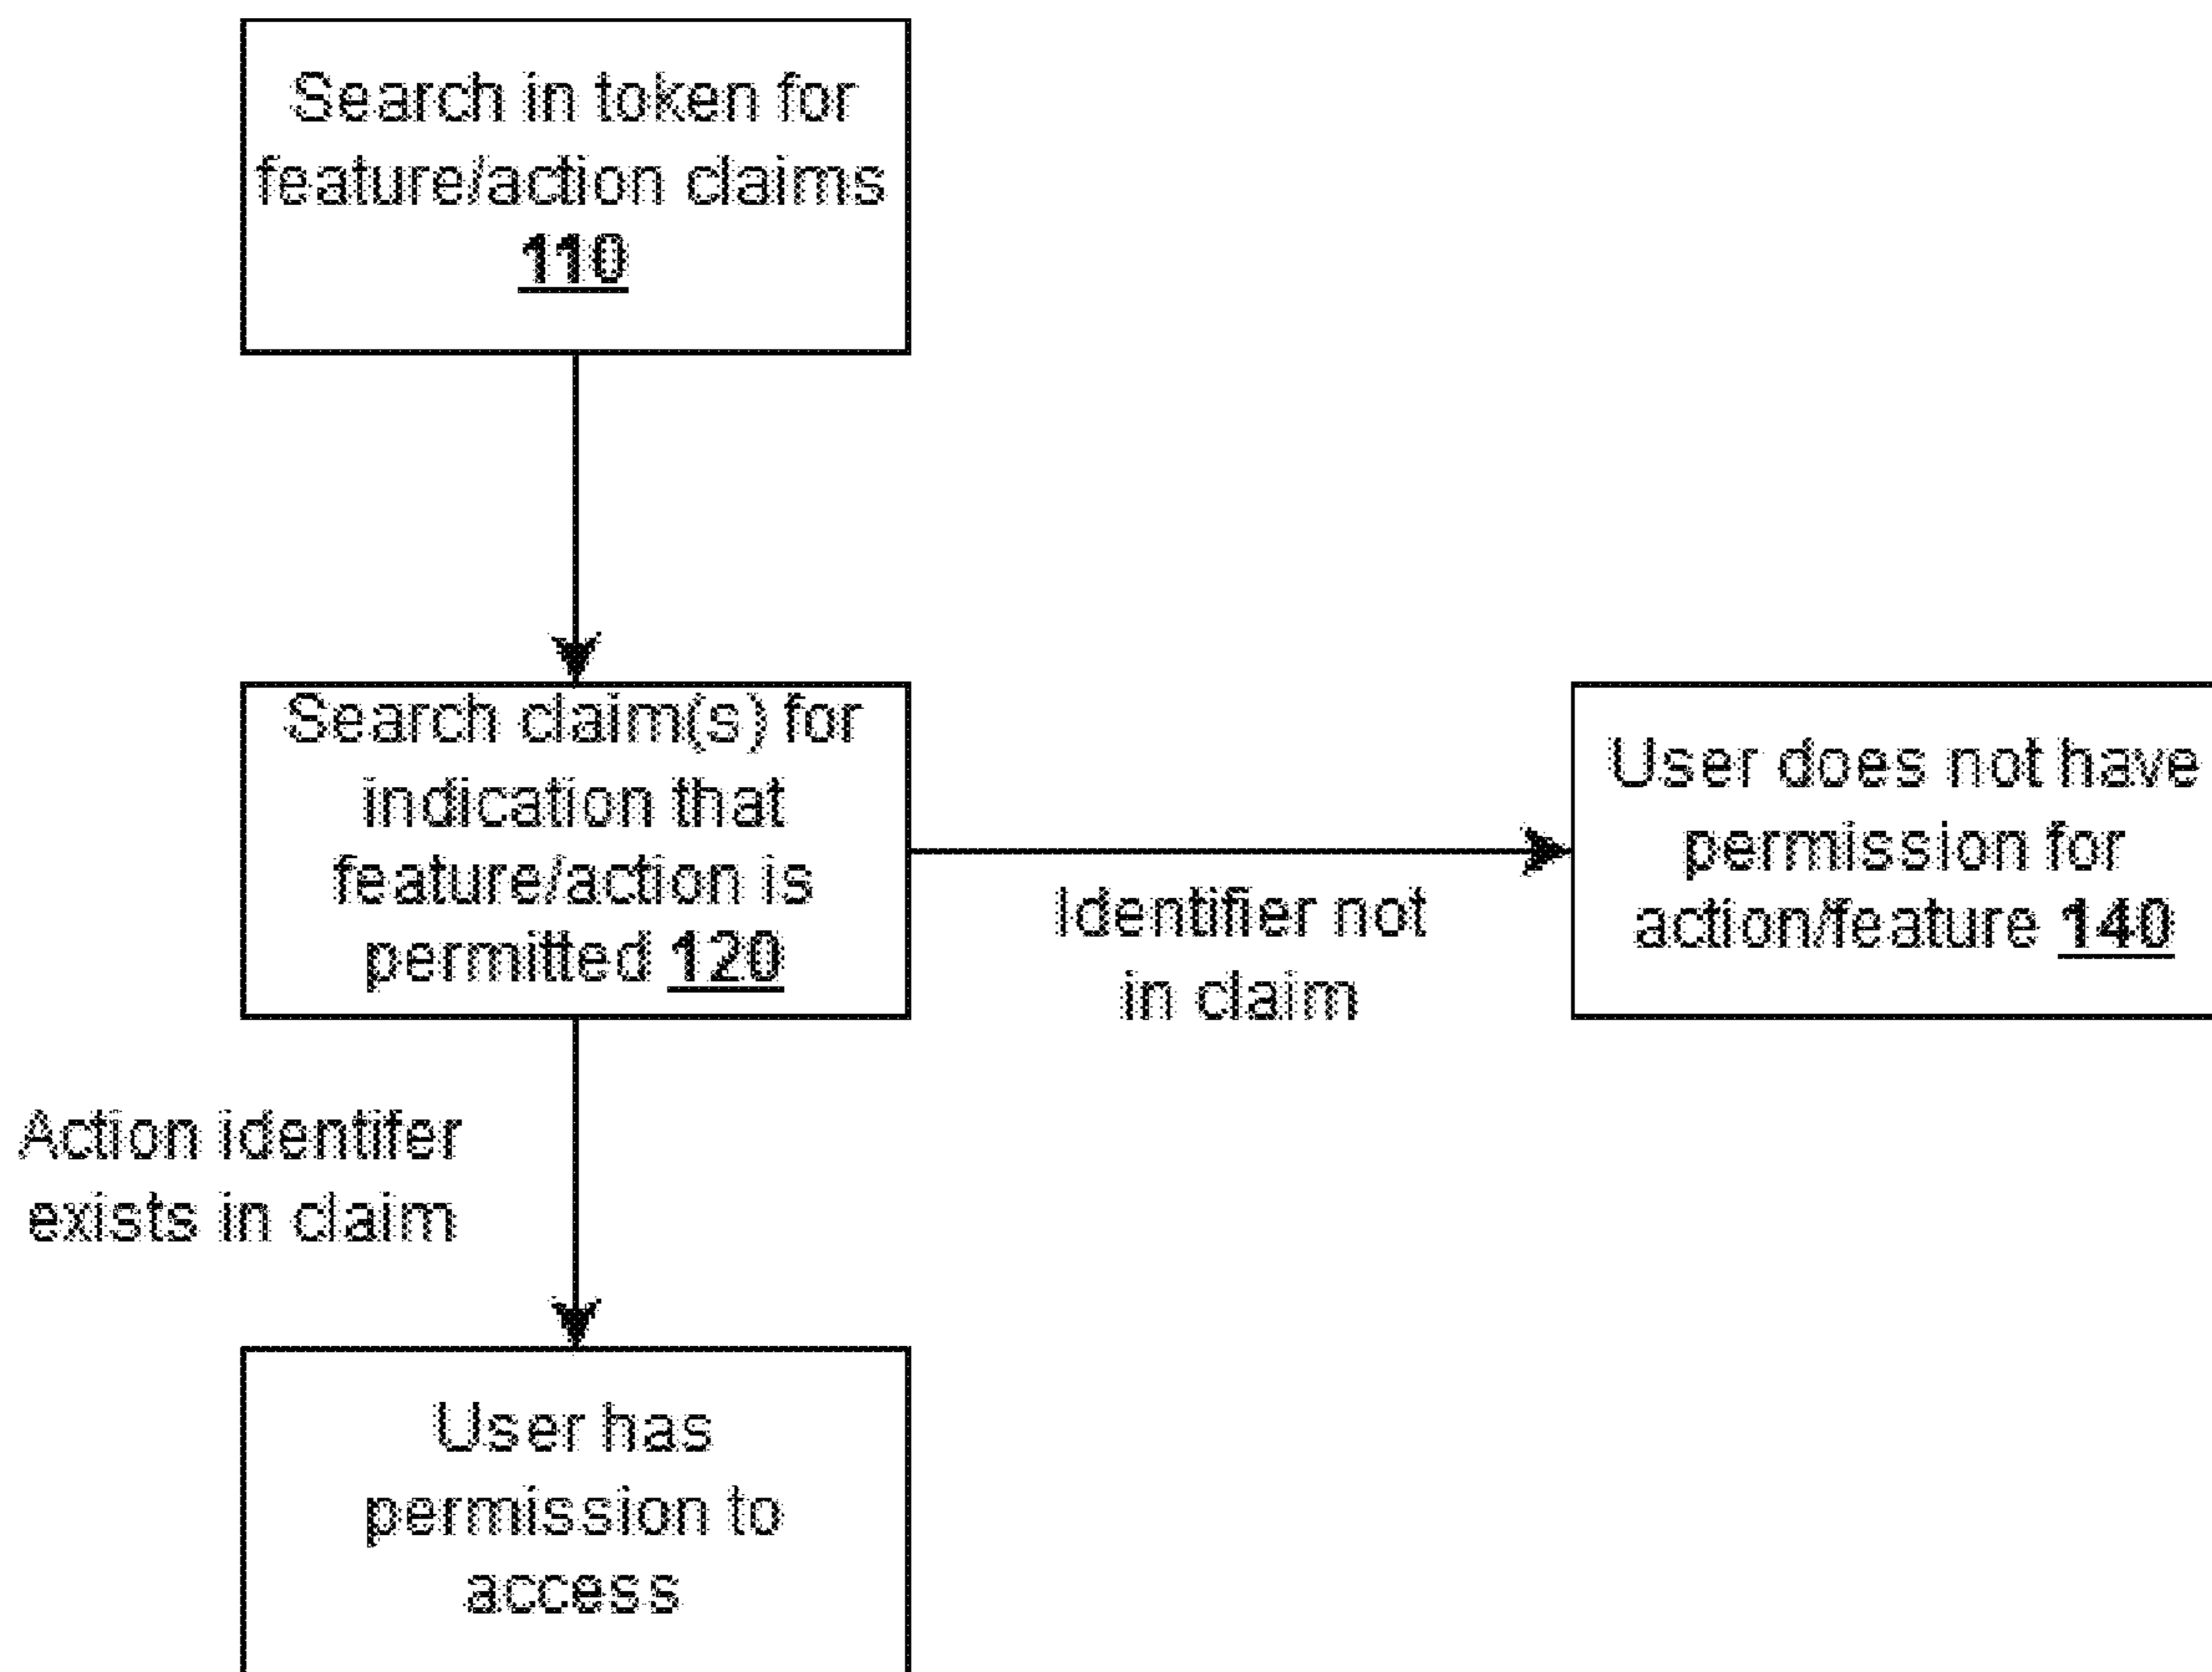 Search in token for
feature/action claims
110
Search claim(s) for
indication that
feature/action is
permitted 120
Identifier not
in claim
User does not have
permission for
action/feature 140
Action identifer
exists in claim
User has
permission to
access